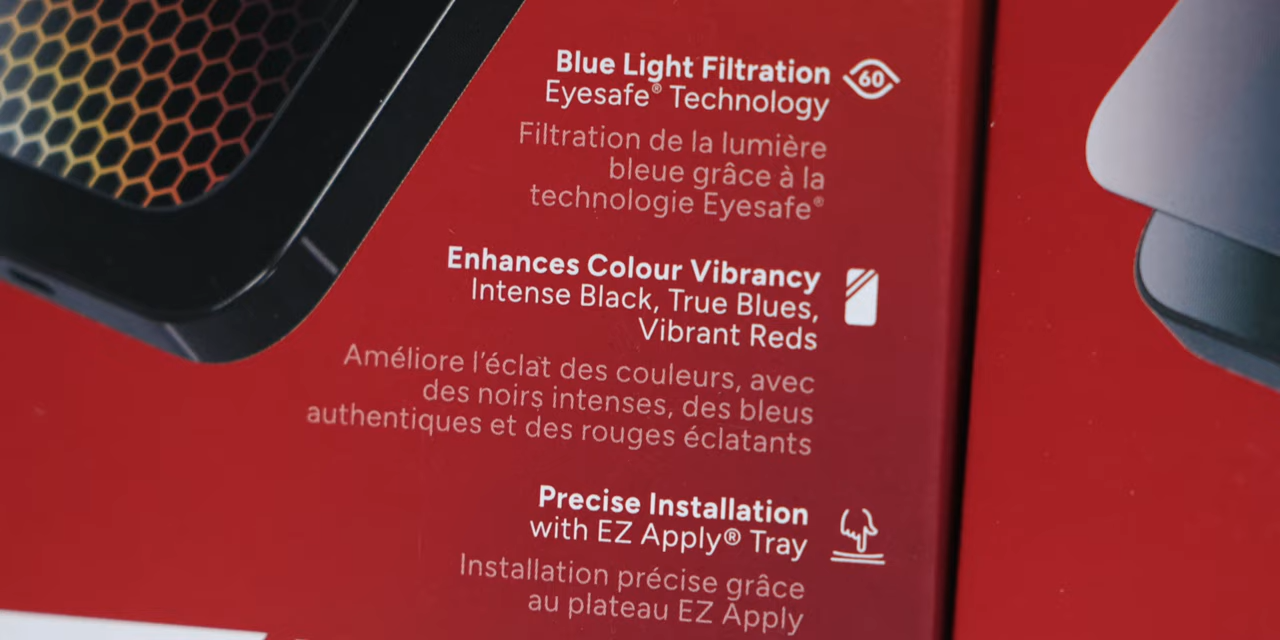 Blue Light Filtration
60
Eyesafe® Technology
Filtration de la lumière
bleue grâce à la
technologie Eyesafe®
Enhances Colour Vibrancy
Intense Black, True Blues,
Vibrant Reds
Améliore l'éclat des couleurs, avec
des noirs intenses, des bleus
authentiques et des rouges éclatants
Precise Installation
with EZ Apply® Tray
Installation précise grâce
au plateau EZ Apply